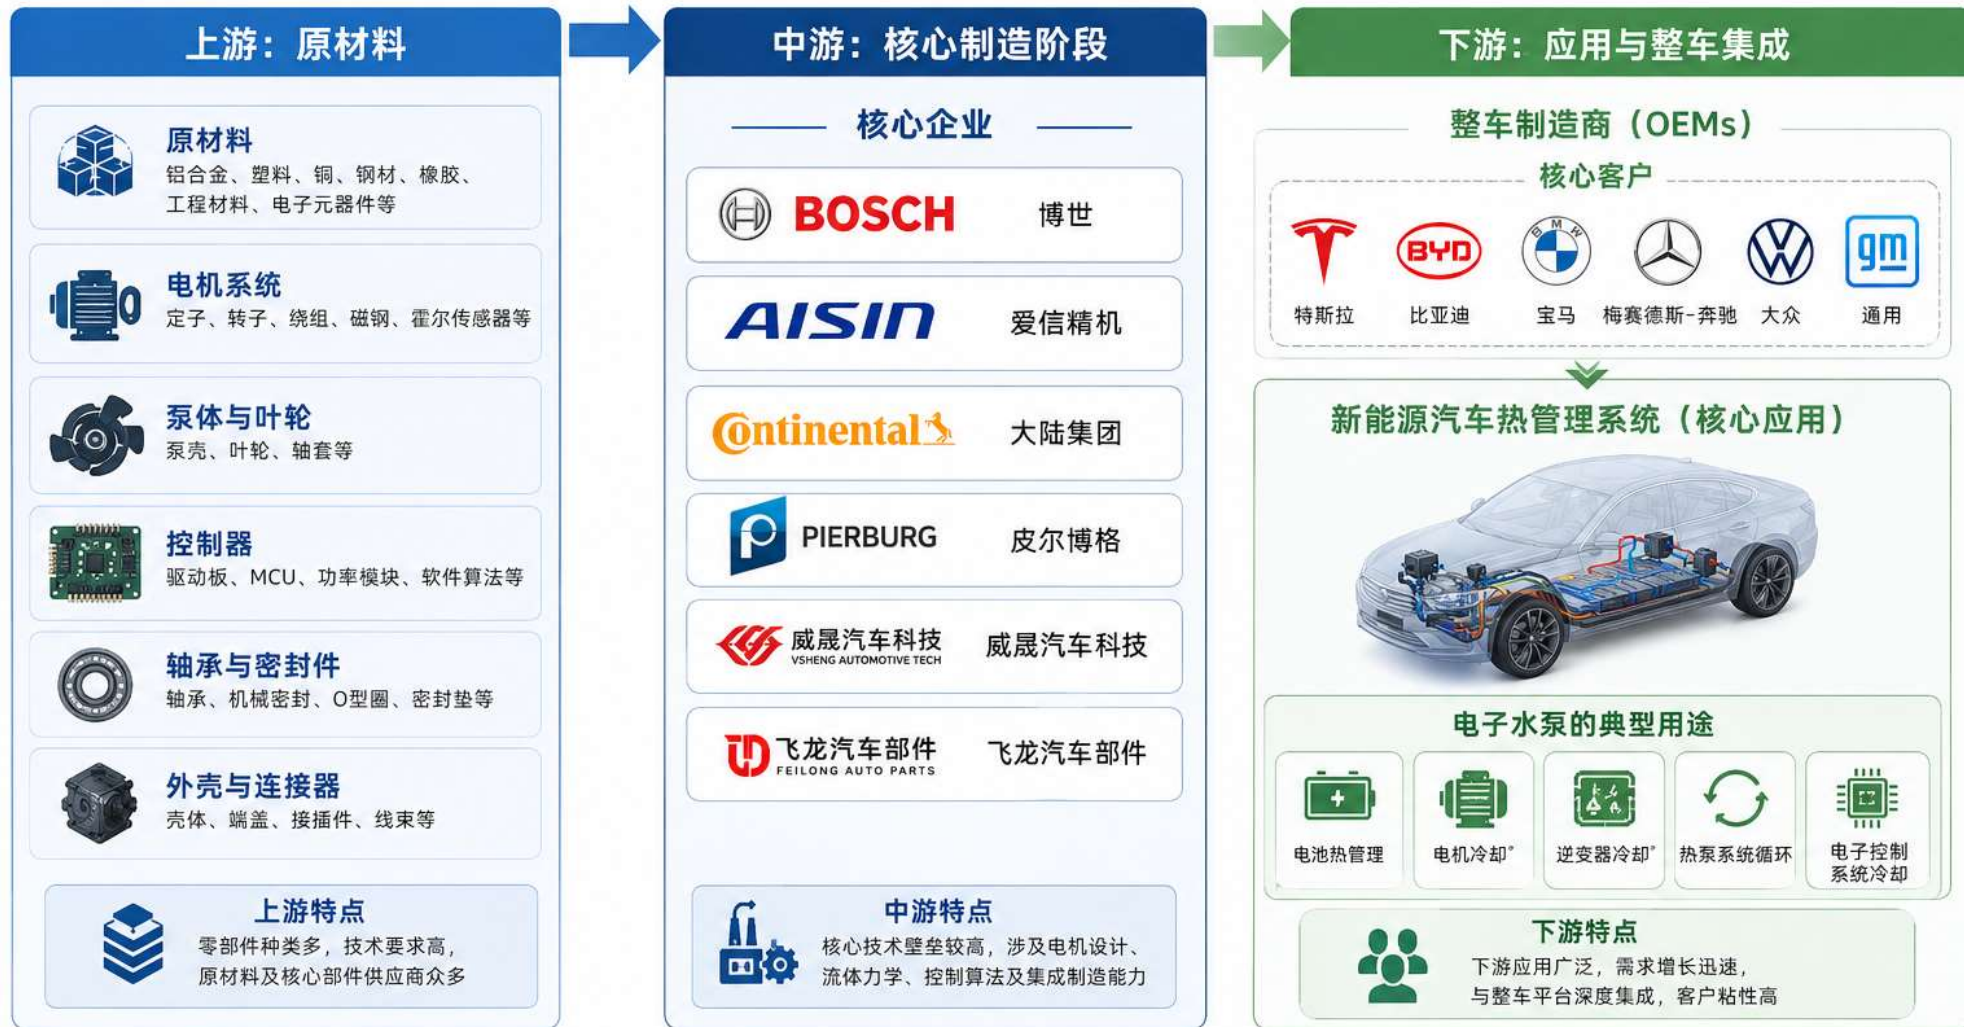 上游：原材料
原材料
铝合金、塑料、铜、钢材、橡胶、
工程材料、电子元器件等
电机系统
定子、转子、绕组、磁钢、霍尔传感器等
泵体与叶轮
泵壳、叶轮、轴套等
控制器
驱动板、MCU、功率模块、软件算法等
轴承与密封件
轴承、机械密封、O型圈、密封垫等
外壳与连接器
壳体、端盖、接插件、线束等
上游特点
零部件种类多，技术要求高，
原材料及核心部件供应商众多
中游：核心制造阶段
核心企业
BOSCH 博世
AISIN 爱信精机
Continental 大陆集团
PIERBURG 皮尔博格
威晟汽车科技 威晟汽车科技
VSHENG AUTOMOTIVE TECH
飞龙汽车部件 飞龙汽车部件
FEILONG AUTO PARTS
中游特点
核心技术壁垒较高，涉及电机设计、
流体力学、控制算法及集成制造能力
下游：应用与整车集成
整车制造商（OEMs）
核心客户
BYD BMW gm
特斯拉 比亚迪 宝马 梅赛德斯-奔驰 大众 通用
新能源汽车热管理系统（核心应用）
电子水泵的典型用途
电池热管理 电机冷却° 逆变器冷却° 热泵系统循环 电子控制
系统冷却
下游特点
下游应用广泛，需求增长迅速，
与整车平台深度集成，客户粘性高